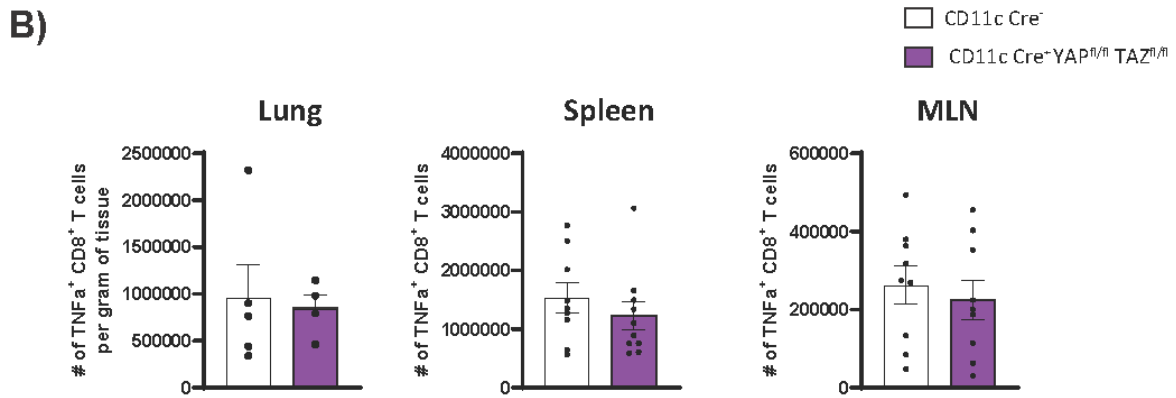 B)
CD11c Cre⁻
CD11c Cre⁺ YAPᶠˡ/ᶠˡ TAZᶠˡ/ᶠˡ
Lung
# of TNFa⁺ CD8⁺ T cells
per gram of tissue
2500000
2000000
1500000
1000000
500000
0
Spleen
# of TNFa⁺ CD8⁺ T cells
4000000
3000000
2000000
1000000
0
MLN
# of TNFa⁺ CD8⁺ T cells
600000
400000
200000
0